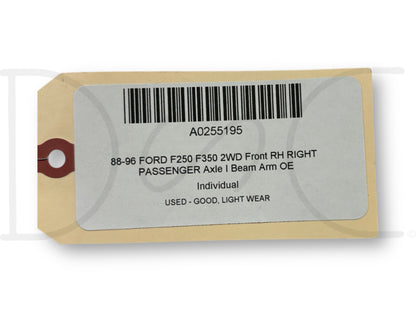 A0255195
88-96 FORD F250 F350 2WD Front RH RIGHT
PASSENGER Axle I Beam Arm OE
Individual
USED - GOOD, LIGHT WEAR